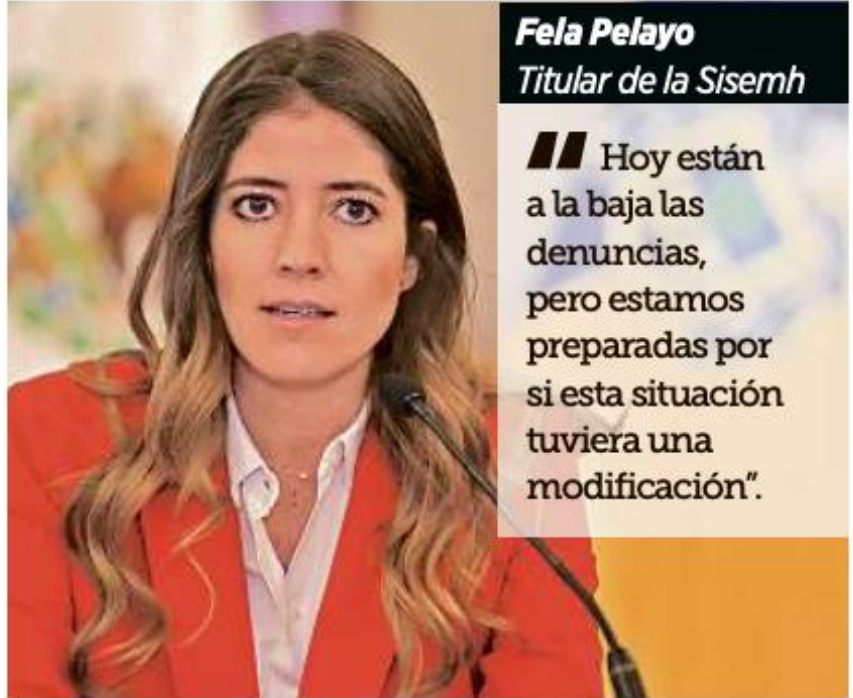 Fela Pelayo
Titular de la Sisemh
" Hoy están
a la baja las
denuncias,
pero estamos
preparadas por
si esta situación
tuviera una
modificación”.